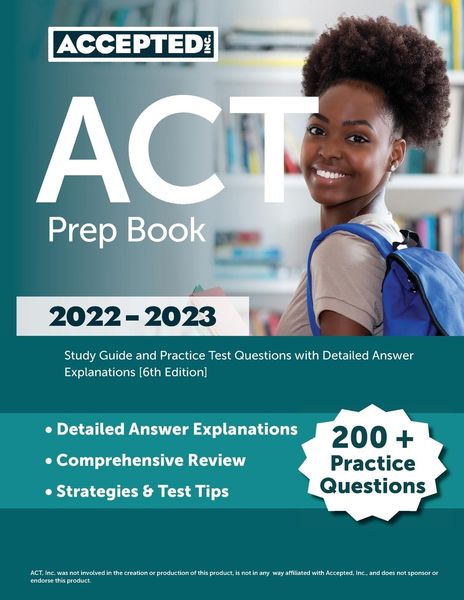 ACCEPTED INC.
ACT
Prep Book
2022 – 2023
Study Guide and Practice Test Questions with Detailed Answer
Explanations [6th Edition]
• Detailed Answer Explanations
• Comprehensive Review
• Strategies & Test Tips
200 +
Practice
Questions
ACT, Inc. was not involved in the creation or production of this product, is not in any way affiliated with Accepted, Inc., and does not sponsor or
endorse this product.